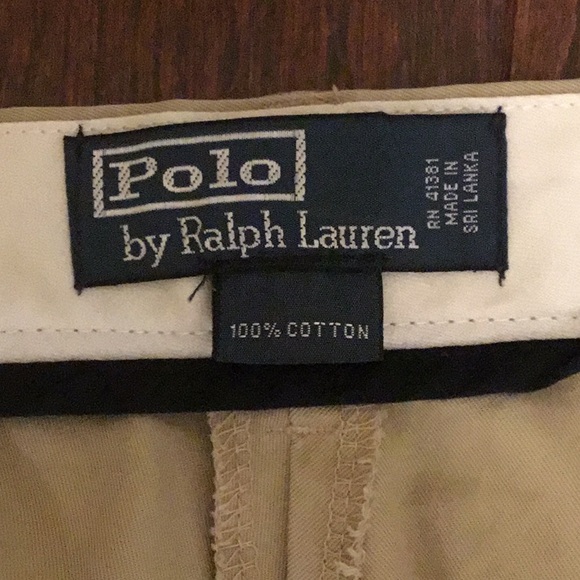 Polo
by Ralph Lauren
RN 41381
MADE IN
SRI LANKA
100% COTTON